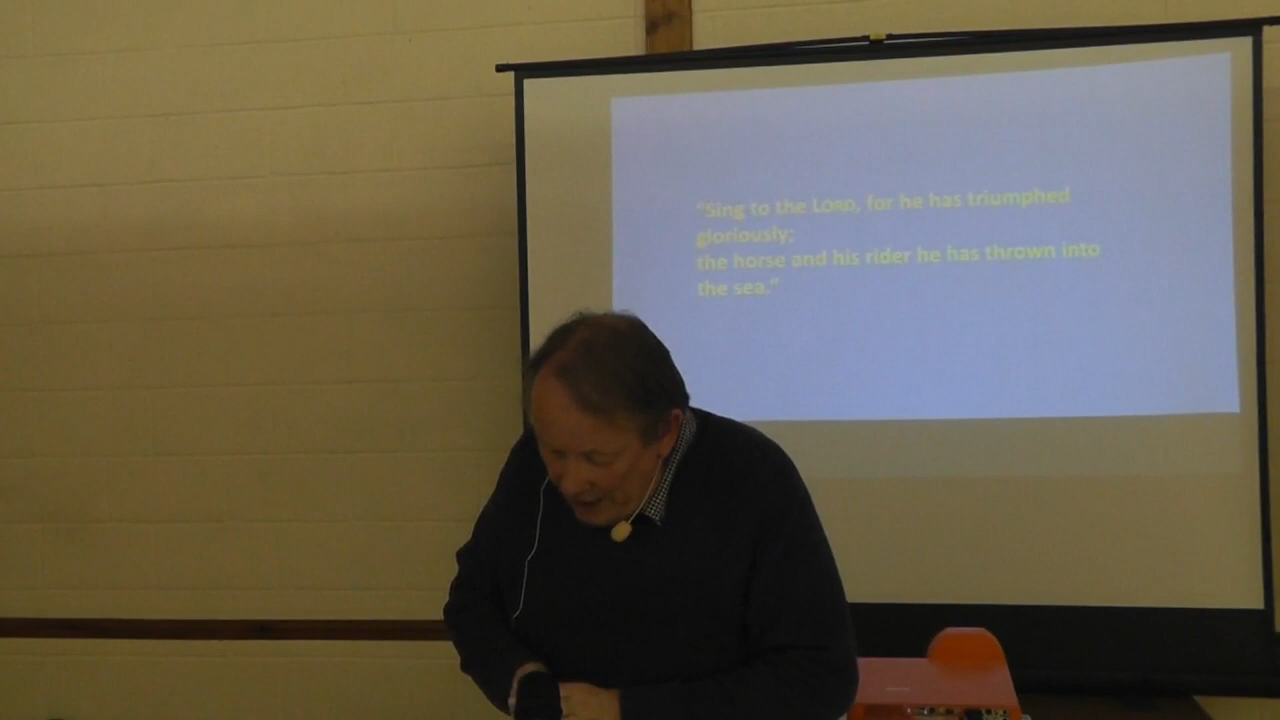 “Sing to the LORD, for he has triumphed
gloriously;
the horse and his rider he has thrown into
the sea.”